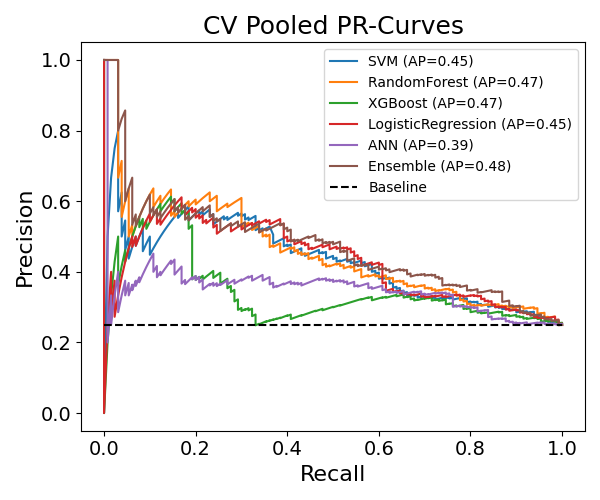 CV Pooled PR-Curves
SVM (AP=0.45)
RandomForest (AP=0.47)
XGBoost (AP=0.47)
LogisticRegression (AP=0.45)
ANN (AP=0.39)
Ensemble (AP=0.48)
Baseline
Precision
1.0
0.8
0.6
0.4
0.2
0.0
0.0 0.2 0.4 0.6 0.8 1.0
Recall